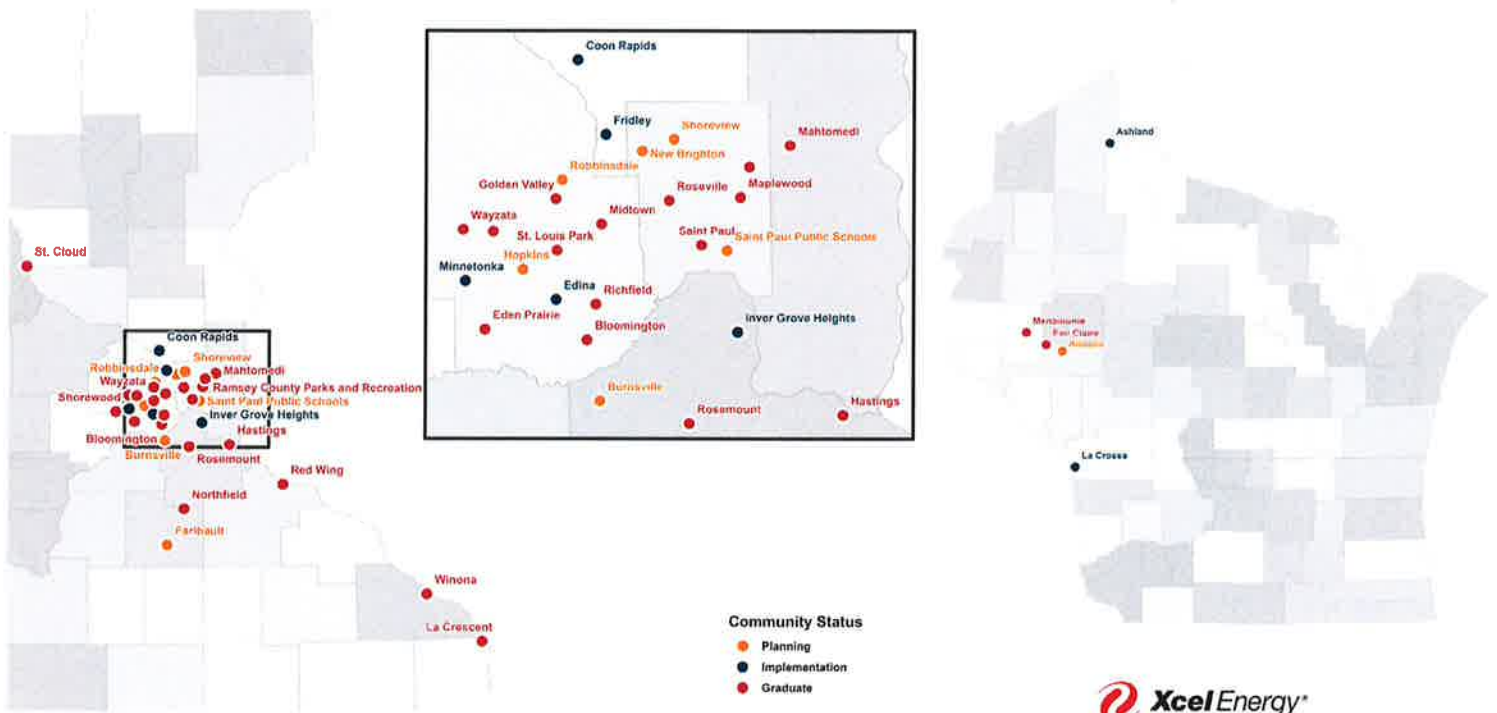 St. Cloud
Coon Rapids
Robbinsdale
Shoreview
Wayzata
Mahtomedi
Ramsey County Parks and Recreation
Shorewood
Saint Paul Public Schools
Inver Grove Heights
Bloomington
Hastings
Burnsville
Rosemount
Red Wing
Northfield
Faribault
Winona
La Crescent
Coon Rapids
Fridley
Shoreview
Mahtomedi
New Brighton
Robbinsdale
Golden Valley
Roseville
Maplewood
Midtown
Wayzata
St. Louis Park
Saint Paul
Saint Paul Public Schools
Hopkins
Minnetonka
Edina
Richfield
Eden Prairie
Bloomington
Inver Grove Heights
Burnsville
Rosemount
Hastings
Community Status
Planning
Implementation
Graduate
Ashland
Menomonie
Eau Claire
La Crosse
Xcel Energy®